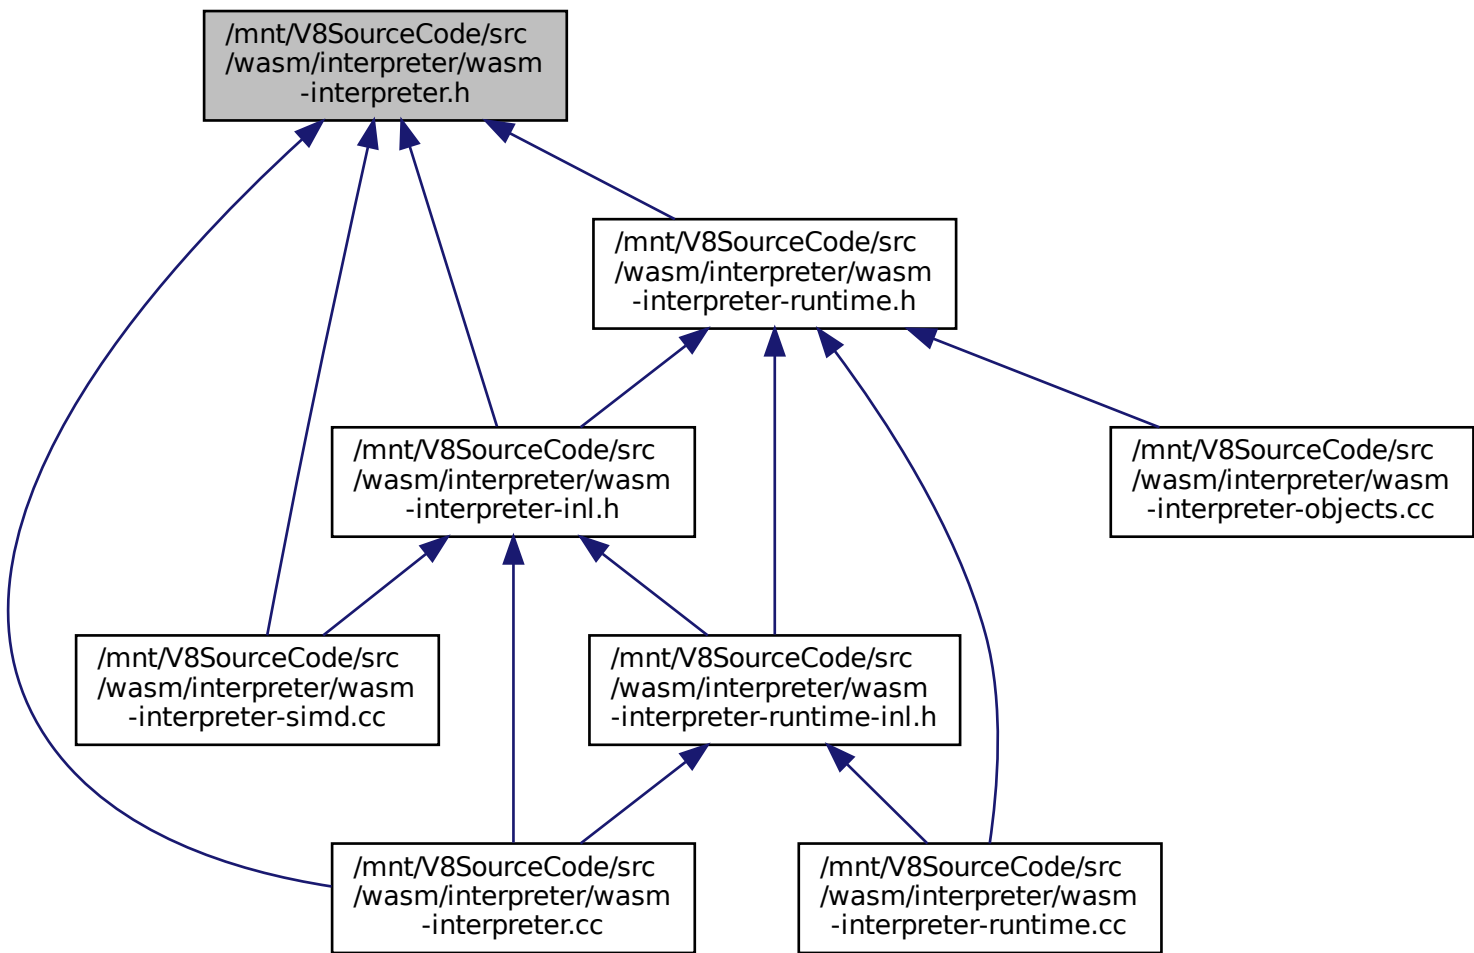 /mnt/V8SourceCode/src
/wasm/interpreter/wasm
-interpreter.h
/mnt/V8SourceCode/src
/wasm/interpreter/wasm
-interpreter-runtime.h
/mnt/V8SourceCode/src
/wasm/interpreter/wasm
-interpreter-inl.h
/mnt/V8SourceCode/src
/wasm/interpreter/wasm
-interpreter-objects.cc
/mnt/V8SourceCode/src
/wasm/interpreter/wasm
-interpreter-simd.cc
/mnt/V8SourceCode/src
/wasm/interpreter/wasm
-interpreter-runtime-inl.h
/mnt/V8SourceCode/src
/wasm/interpreter/wasm
-interpreter.cc
/mnt/V8SourceCode/src
/wasm/interpreter/wasm
-interpreter-runtime.cc